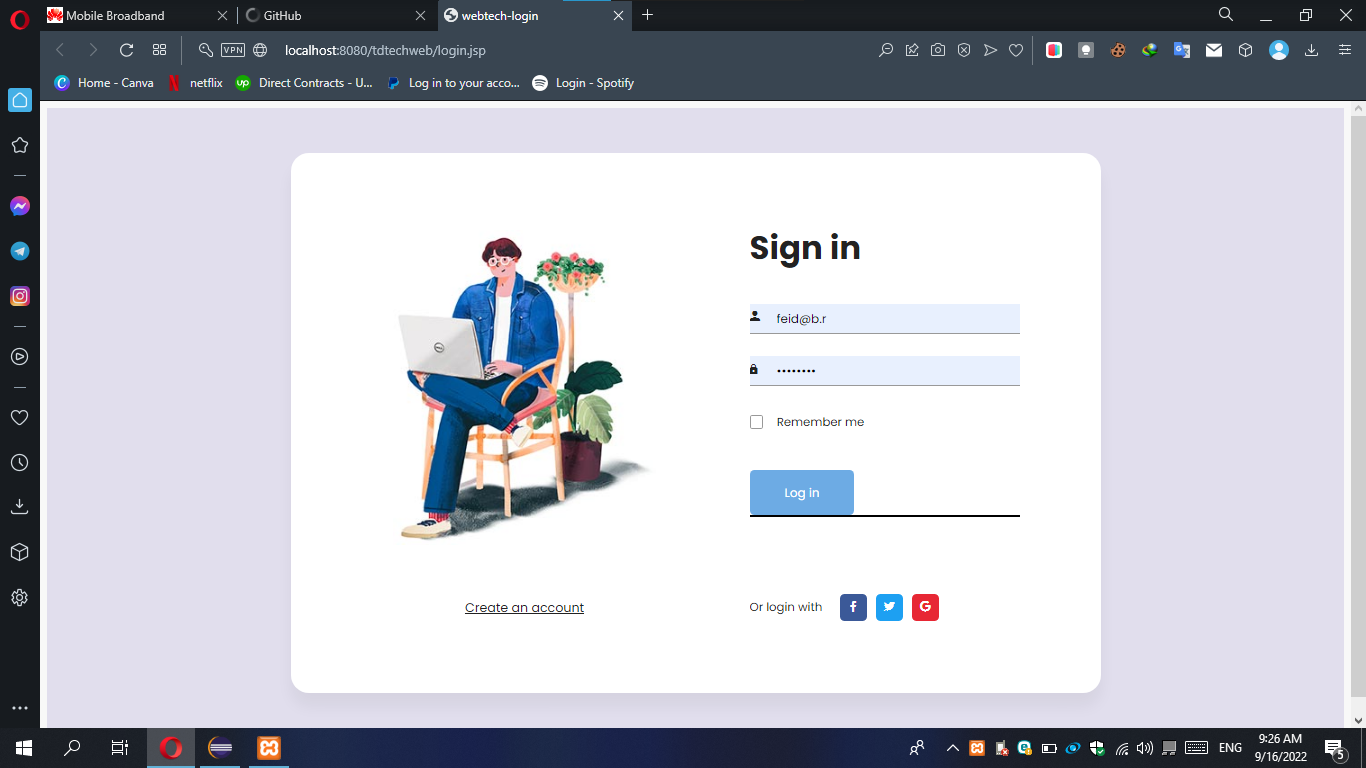 Mobile Broadband
GitHub
webtech-login
VPN
localhost:8080/tdtechweb/login.jsp
Home - Canva
netflix
up
Direct Contracts - U...
Log in to your acco...
Login - Spotify
Sign in
feid@b.r
••••••••
Remember me
Log in
DELL
Create an account
Or login with
ENG
9:26 AM
9/16/2022
5